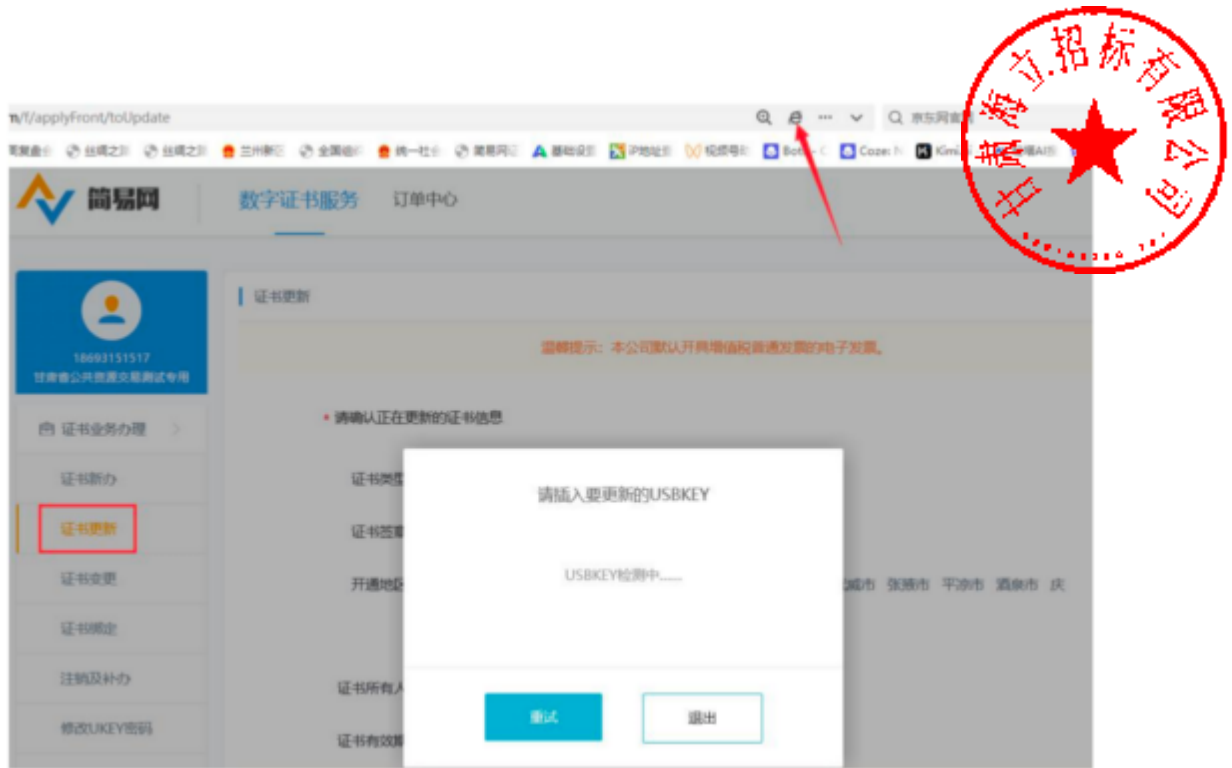 n/f/applyFront/toUpdate
京东网官
简易网
数字证书服务
订单中心
18693151517
甘肃省公共资源交易测试专用
证书更新
温馨提示:本公司默认开具增值税普通发票的电子发票。
证书业务办理
* 请确认正在更新的证书信息
证书新办
证书类型
请插入要更新的USBKEY
证书更新
证书签章
证书变更
开通地区
USBKEY检测中......
张掖市 平凉市 酒泉市 庆
证书绑定
注销及补办
证书所有人
重试
退出
修改UKEY密码
证书有效期
甘肃海立招标有限公司